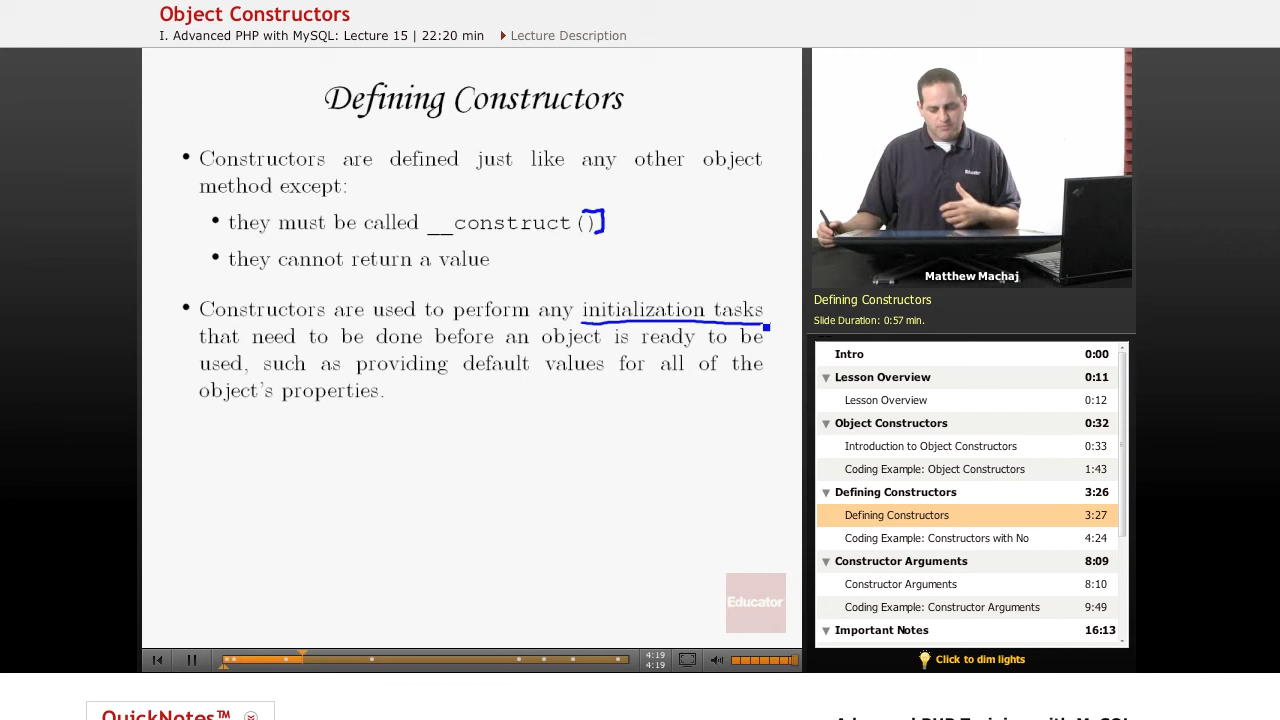 Object Constructors
I. Advanced PHP with MySQL: Lecture 15 | 22:20 min Lecture Description
Defining Constructors
• Constructors are defined just like any other object
method except:
• they must be called __construct()
• they cannot return a value
• Constructors are used to perform any initialization tasks
that need to be done before an object is ready to be
used, such as providing default values for all of the
object's properties.
Educator
4:19
4:19
Matthew Machaj
Defining Constructors
Slide Duration: 0:57 min.
Intro 0:00
Lesson Overview 0:11
Lesson Overview 0:12
Object Constructors 0:32
Introduction to Object Constructors 0:33
Coding Example: Object Constructors 1:43
Defining Constructors 3:26
Defining Constructors 3:27
Coding Example: Constructors with No 4:24
Constructor Arguments 8:09
Constructor Arguments 8:10
Coding Example: Constructor Arguments 9:49
Important Notes 16:13
Click to dim lights
QuickNotes™
Advanced PHP Training with MySQL